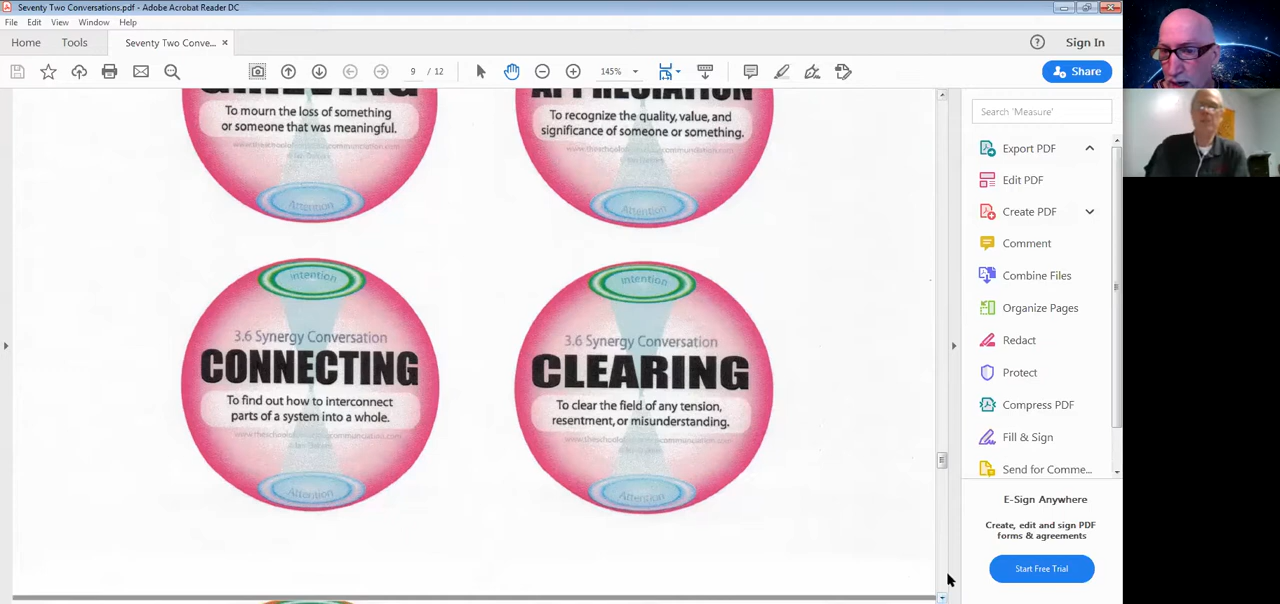 Seventy Two Conversations.pdf - Adobe Acrobat Reader DC
File Edit View Window Help
Home Tools Seventy Two Conve... × Sign In
9 / 12 145% Share
GRIEVING
To mourn the loss of something
or someone that was meaningful.
Attention
APPRECIATION
To recognize the quality, value, and
significance of someone or something.
Attention
Intention
3.6 Synergy Conversation
CONNECTING
To find out how to interconnect
parts of a system into a whole.
Attention
Intention
3.6 Synergy Conversation
CLEARING
To clear the field of any tension,
resentment, or misunderstanding.
Attention
Search 'Measure'
Export PDF
Edit PDF
Create PDF
Comment
Combine Files
Organize Pages
Redact
Protect
Compress PDF
Fill & Sign
Send for Comme...
E-Sign Anywhere
Create, edit and sign PDF
forms & agreements
Start Free Trial